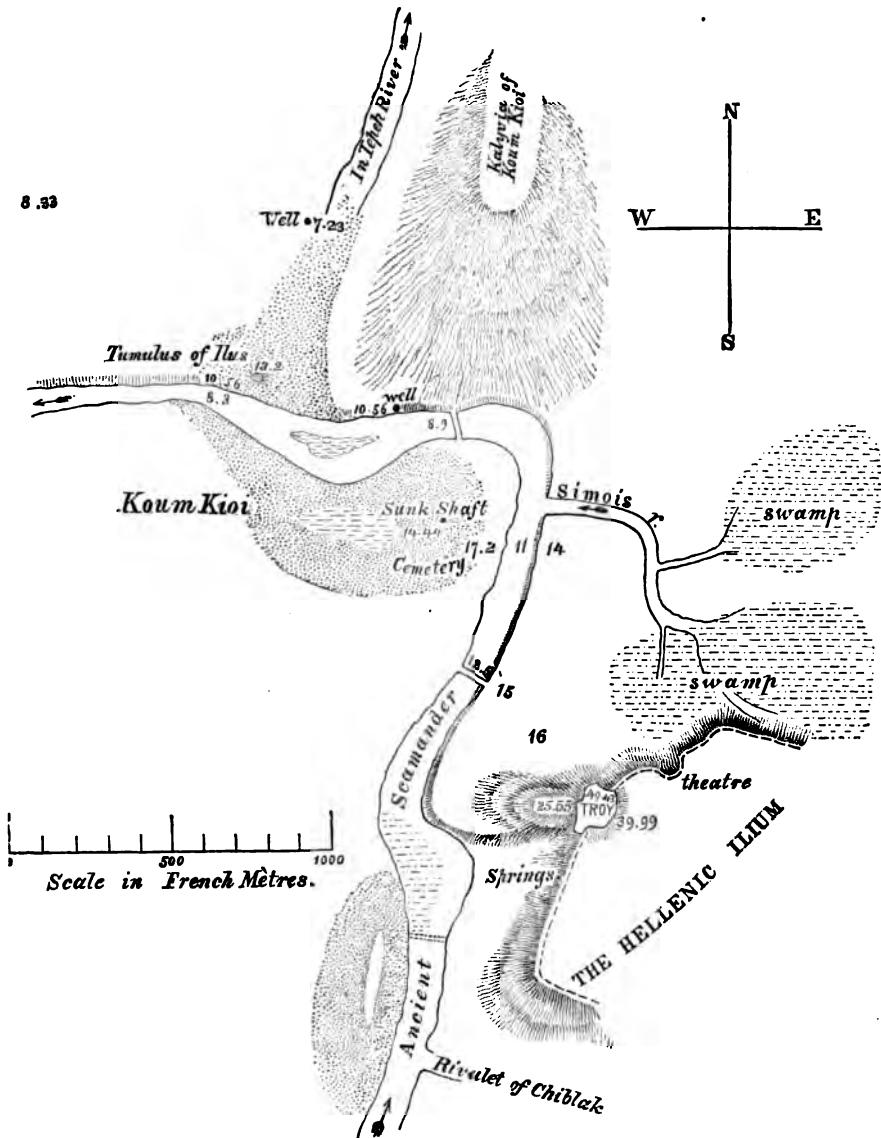 In Tepeh River
Kalyvia of
Koum Kioi
N
W
E
S
8.33
Well
7.23
Tumulus of Ilus
13.2
10.56
8.3
well
10.56
8.9
Simois r.
swamp
Koum Kioi
Sunk Shaft
Cemetery
17.2
11
14
swamp
15
16
Scamander
theatre
25.55
TROY
39.99
500
1000
Scale in French Mètres.
Springs
THE HELLENIC ILIUM
Ancient
Rivulet of Chiblak